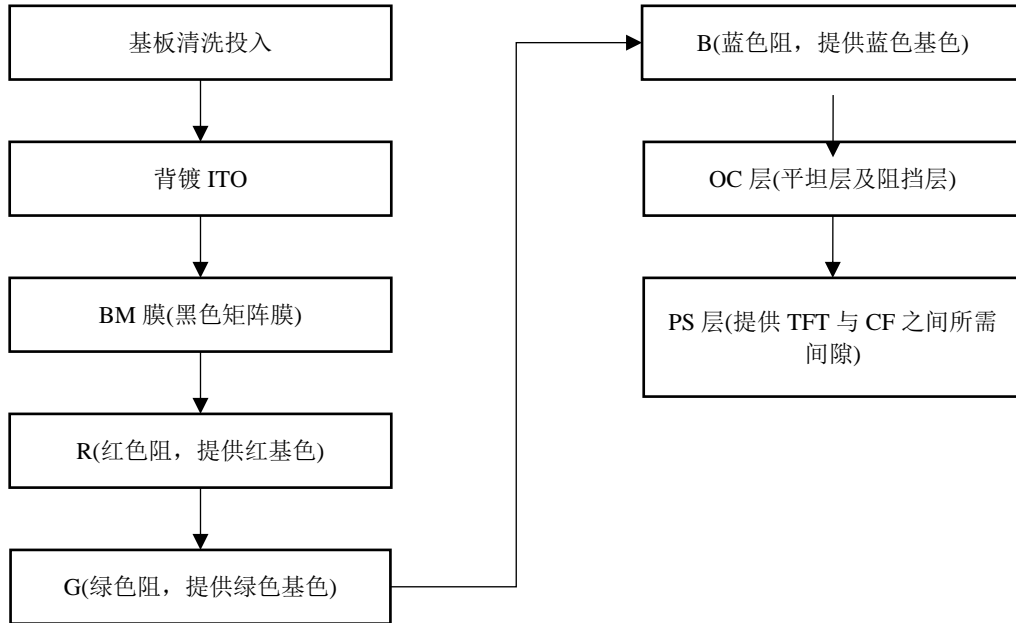 基板清洗投入
背镀 ITO
BM 膜(黑色矩阵膜)
R(红色阻，提供红基色)
G(绿色阻，提供绿色基色)
B(蓝色阻，提供蓝色基色)
OC 层(平坦层及阻挡层)
PS 层(提供 TFT 与 CF 之间所需
间隙)